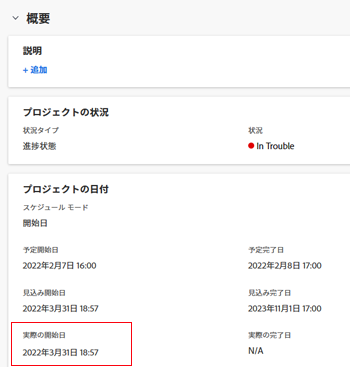 概要
説明
+ 追加
プロジェクトの状況
状況タイプ
状況
進捗状態
In Trouble
プロジェクトの日付
スケジュール モード
開始日
予定開始日
予定完了日
2022年2月7日 16:00
2022年2月8日 17:00
見込み開始日
見込み完了日
2022年3月31日 18:57
2023年11月1日 17:00
実際の開始日
実際の完了日
2022年3月31日 18:57
N/A